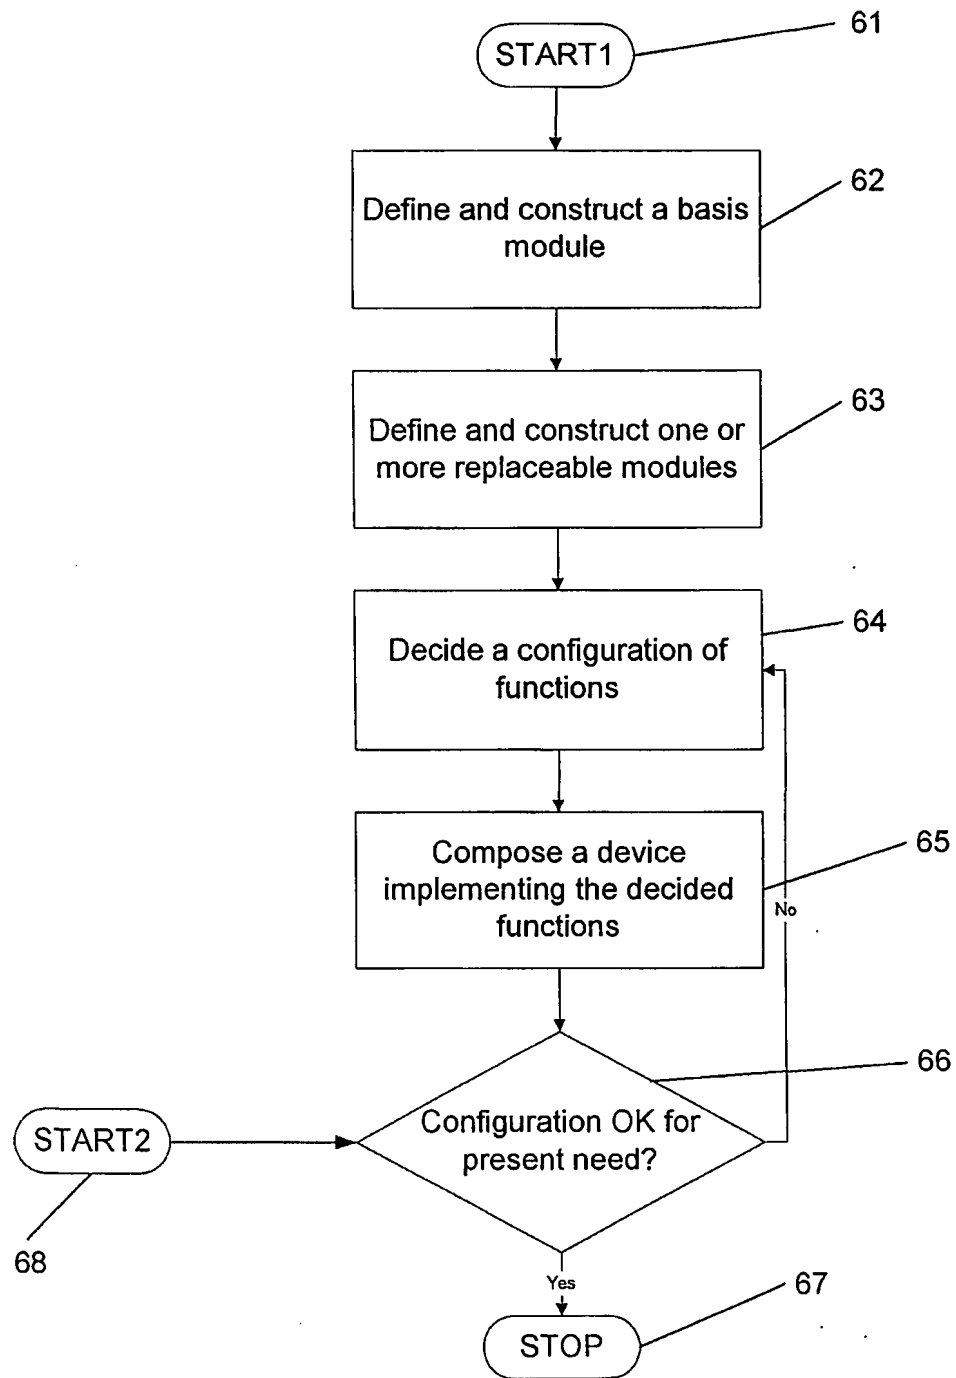 61
START1
62
Define and construct a basis
module
63
Define and construct one or
more replaceable modules
64
Decide a configuration of
functions
65
Compose a device
implementing the decided
functions
No
66
Configuration OK for
present need?
START2
68
Yes
67
STOP